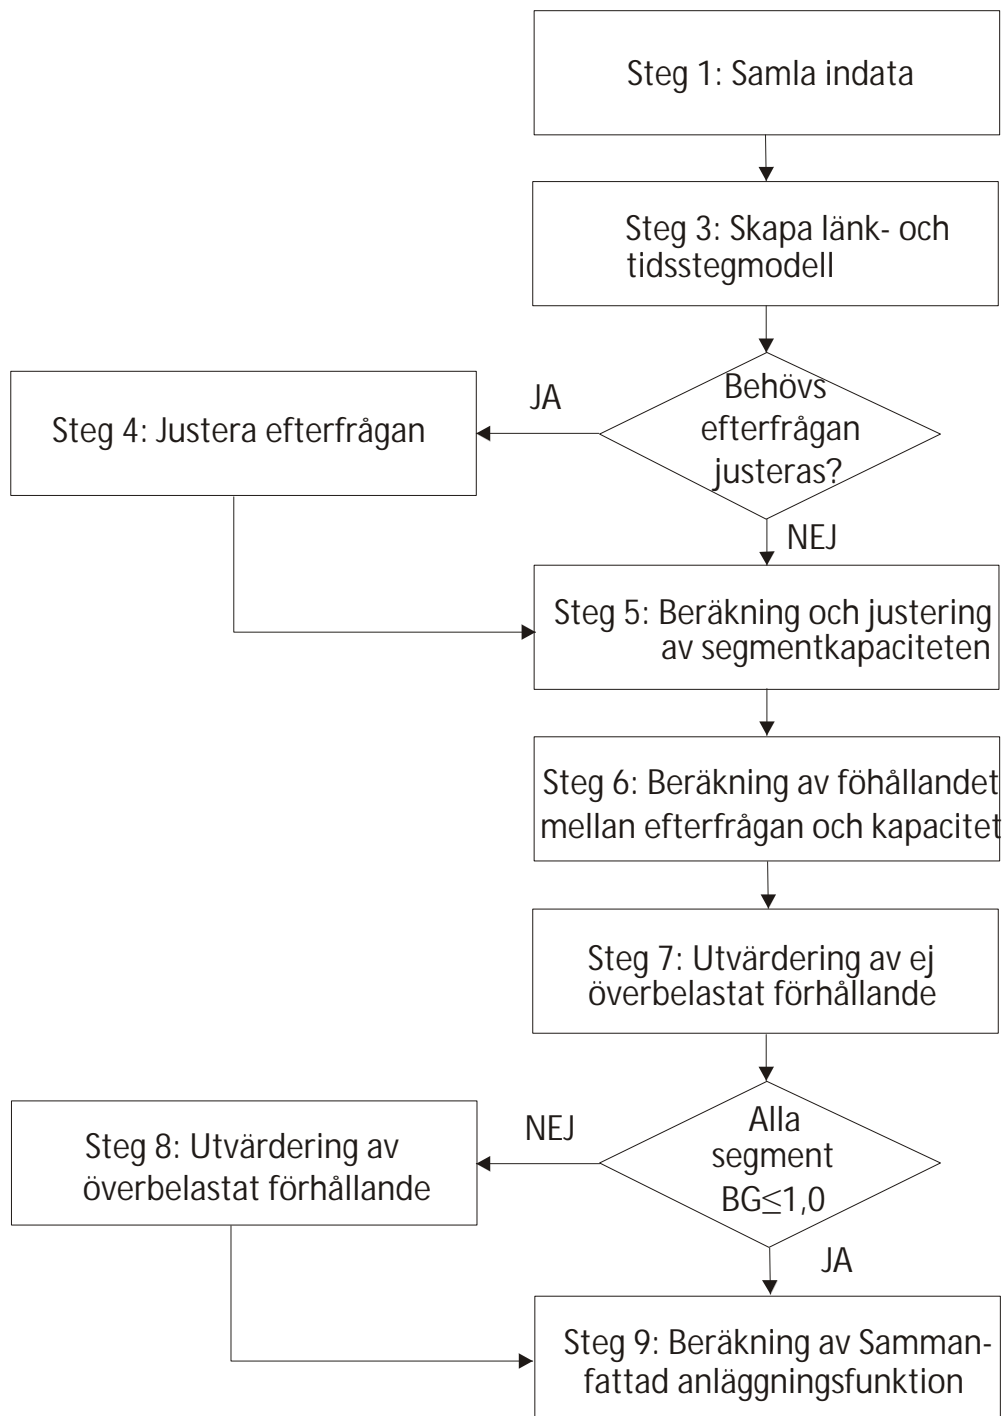 Steg 1: Samla indata
Steg 3: Skapa länk- och
tidsstegmodell
Behövs
efterfrågan
justeras?
JA
Steg 4: Justera efterfrågan
NEJ
Steg 5: Beräkning och justering
av segmentkapaciteten
Steg 6: Beräkning av föhållandet
mellan efterfrågan och kapacitet
Steg 7: Utvärdering av ej
överbelastat förhållande
Alla
segment
BG≤1,0
NEJ
Steg 8: Utvärdering av
överbelastat förhållande
JA
Steg 9: Beräkning av Samman-
fattad anläggningsfunktion